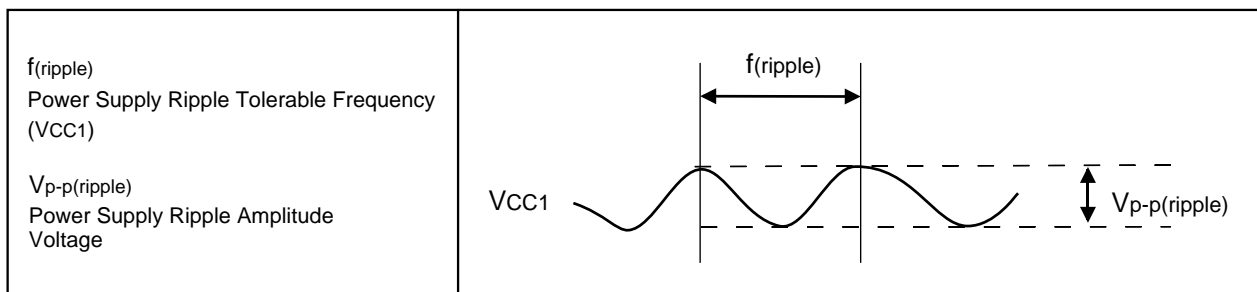 f(ripple)
Power Supply Ripple Tolerable Frequency
(VCC1)
Vp-p(ripple)
Power Supply Ripple Amplitude
Voltage
f(ripple)
VCC1
Vp-p(ripple)